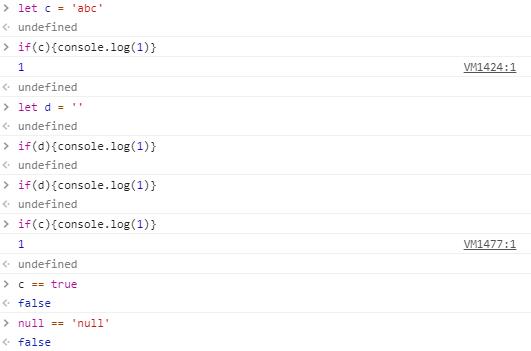 > let c = 'abc'
< undefined
> if(c){console.log(1)}
1 VM1424:1
< undefined
> let d = ''
< undefined
> if(d){console.log(1)}
< undefined
> if(d){console.log(1)}
< undefined
> if(c){console.log(1)}
1 VM1477:1
< undefined
> c == true
< false
> null == 'null'
< false